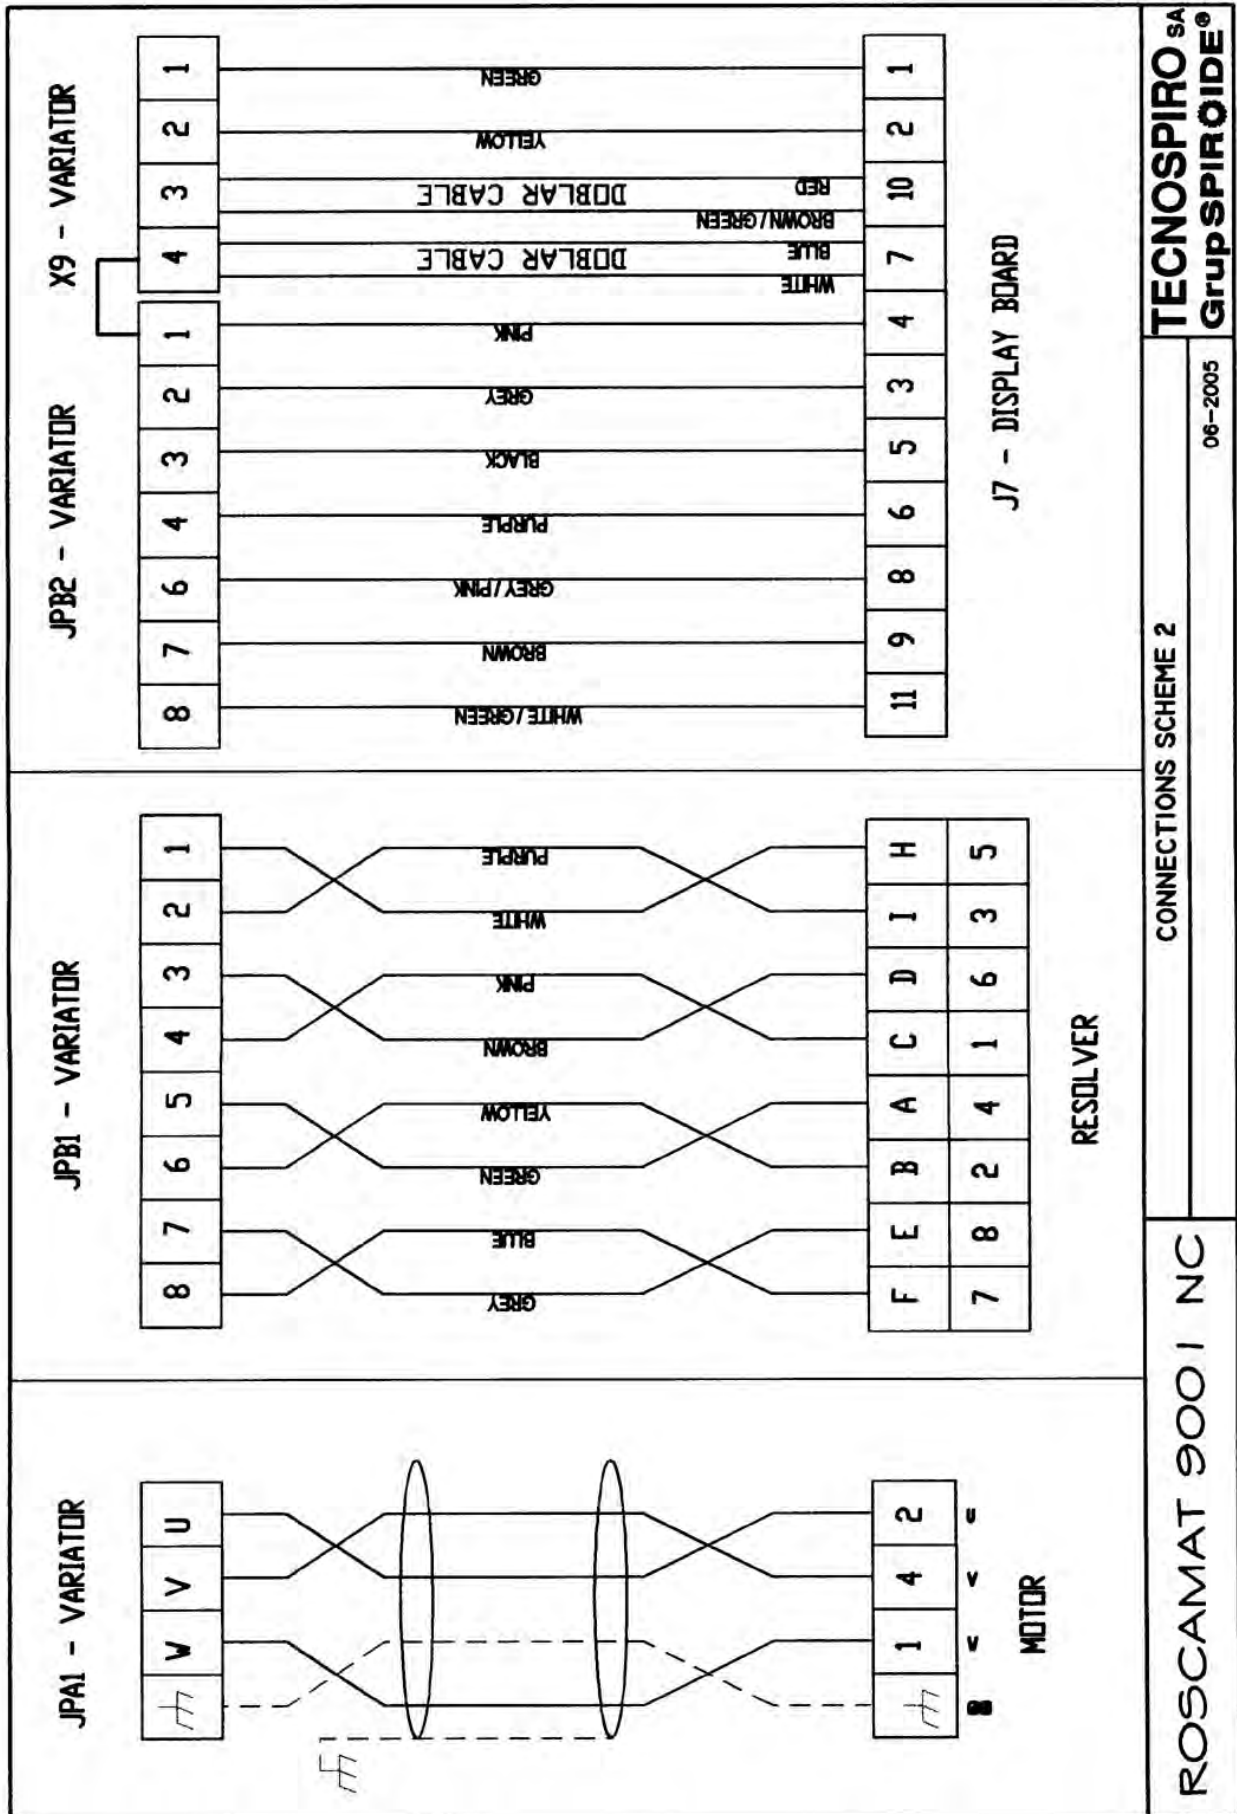 JPA1 - VARIATOR
W V U
1 4 2
V V U
MOTOR
JPB1 - VARIATOR
8 7 6 5 4 3 2 1
GREY
BLUE
GREEN
YELLOW
BROWN
PINK
WHITE
PURPLE
F E B A C D I H
7 8 2 4 1 6 3 5
RESOLVER
JPB2 - VARIATOR
X9 - VARIATOR
8 7 6 4 3 2 1 4 3 2 1
WHITE/GREEN
BROWN
GREY/PINK
PURPLE
BLACK
GREY
PINK
WHITE
DOBLAR CABLE
BLUE
BROWN/GREEN
DOBLAR CABLE
RED
YELLOW
GREEN
11 9 8 6 5 3 4 7 10 2 1
J7 - DISPLAY BOARD
ROSCAMAT 9001 NC
CONNECTIONS SCHEME 2
06-2005
TECNOSPIRO SA
GrupSPIROIDE®